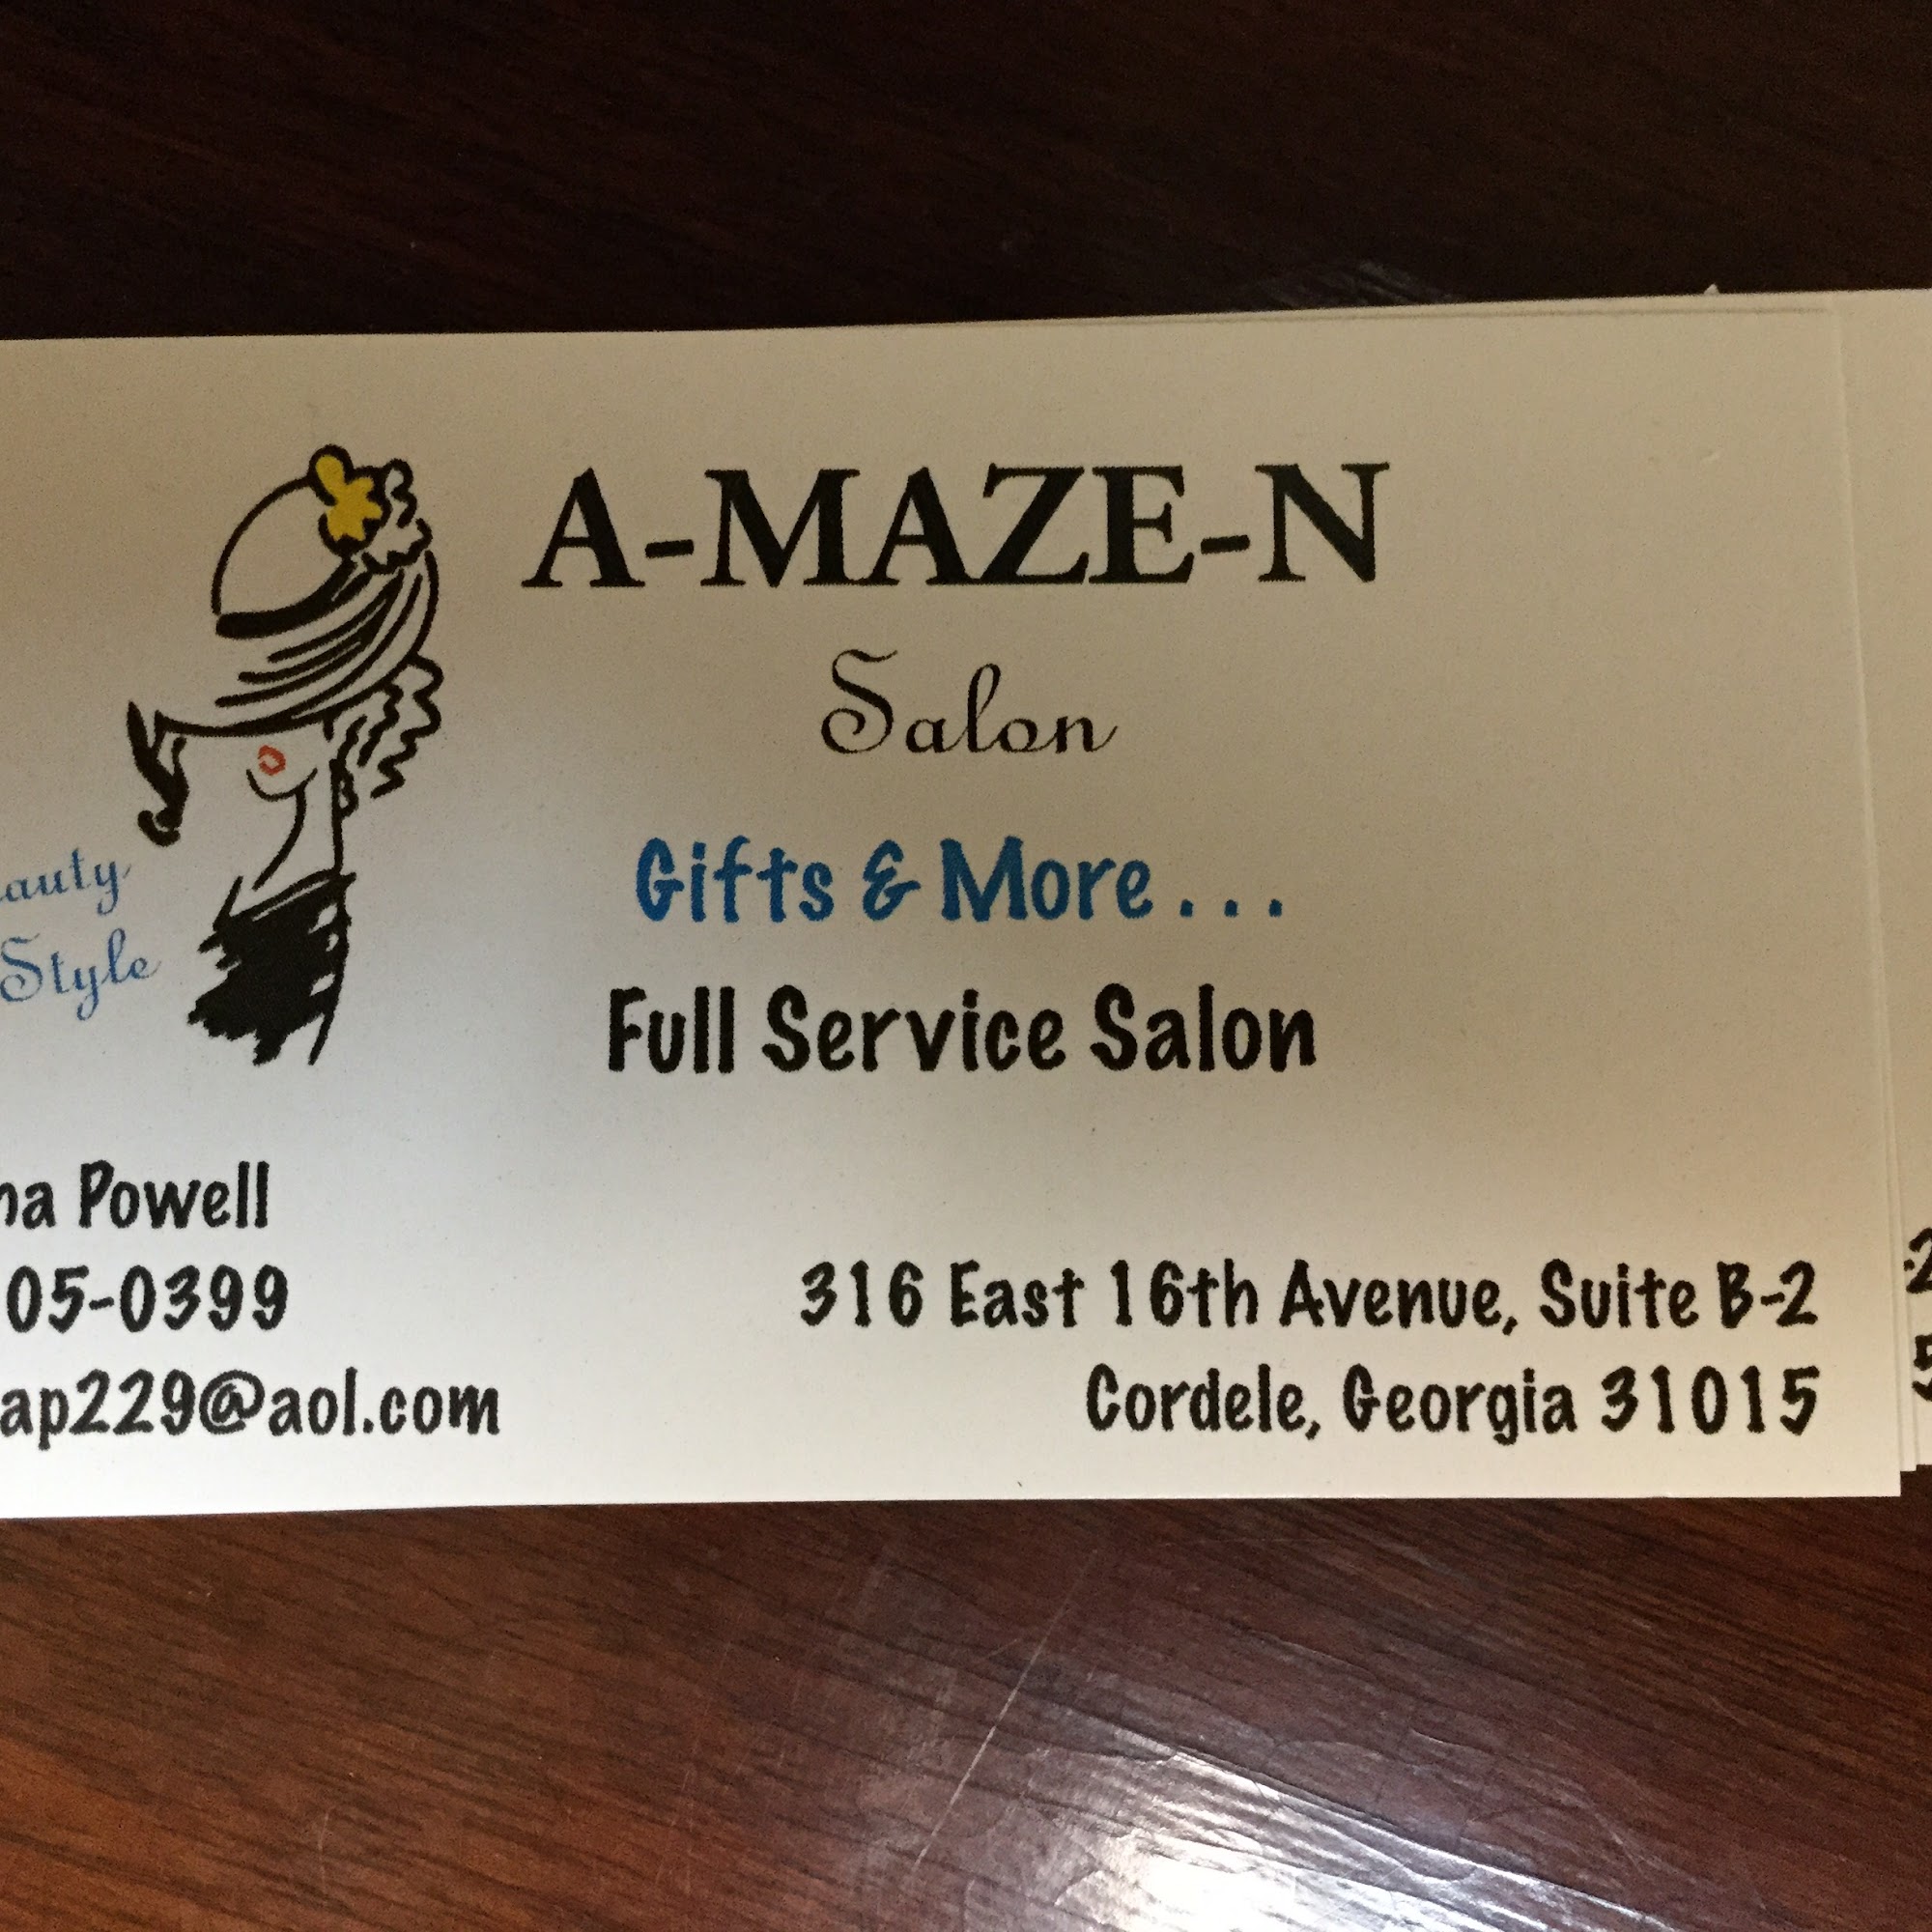 A-MAZE-N
Salon
Gifts & More...
Full Service Salon
auty
Style
na Powell
05-0399
ap229@aol.com
316 East 16th Avenue, Suite B-2
Cordele, Georgia 31015